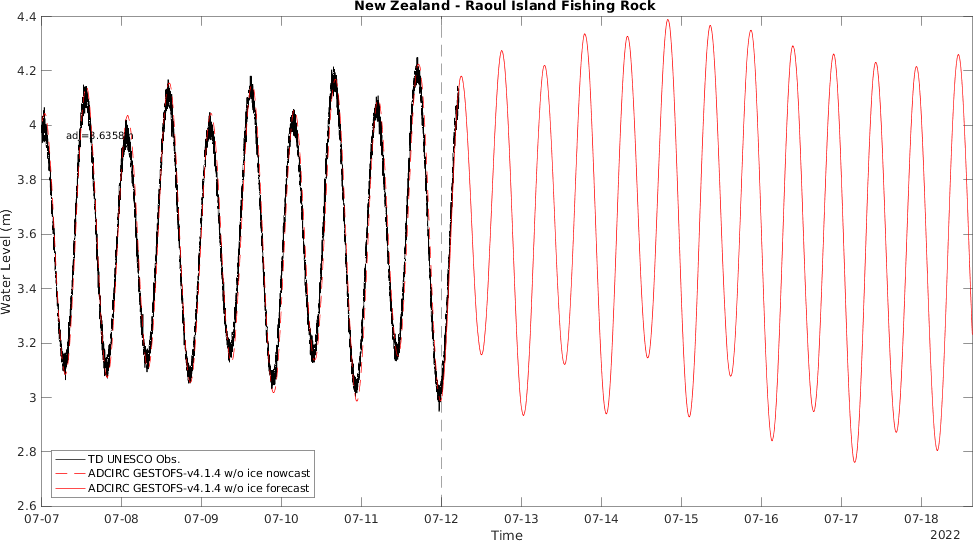 New Zealand - Raoul Island Fishing Rock
4.4
4.2
4
3.8
3.6
3.4
3.2
3
2.8
2.6
Water Level (m)
TD UNESCO Obs.
ADCIRC GESTOFS-v4.1.4 w/o ice nowcast
ADCIRC GESTOFS-v4.1.4 w/o ice forecast
07-07 07-08 07-09 07-10 07-11 07-12 07-13 07-14 07-15 07-16 07-17 07-18
Time
2022